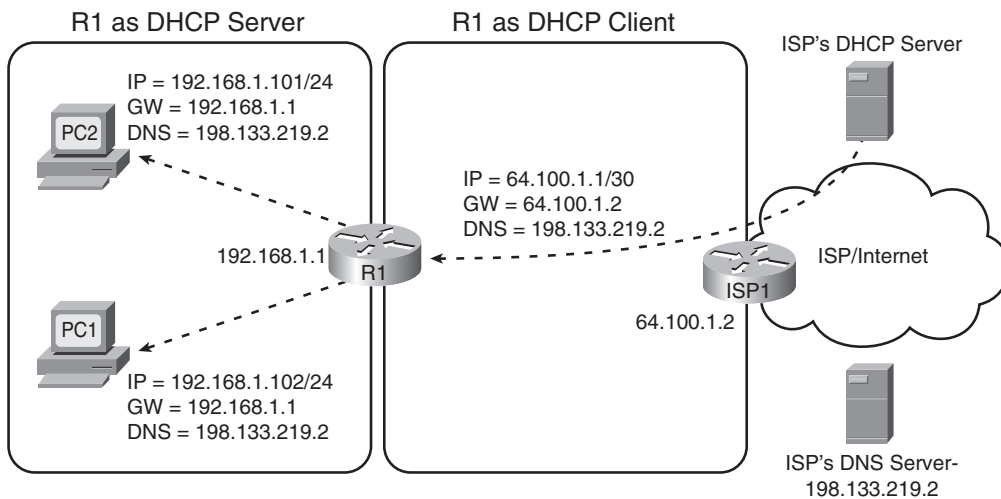 R1 as DHCP Server
R1 as DHCP Client
ISP's DHCP Server
IP = 192.168.1.101/24
GW = 192.168.1.1
DNS = 198.133.219.2
PC2
IP = 64.100.1.1/30
GW = 64.100.1.2
DNS = 198.133.219.2
192.168.1.1
R1
ISP/Internet
ISP1
64.100.1.2
PC1
IP = 192.168.1.102/24
GW = 192.168.1.1
DNS = 198.133.219.2
ISP's DNS Server-
198.133.219.2